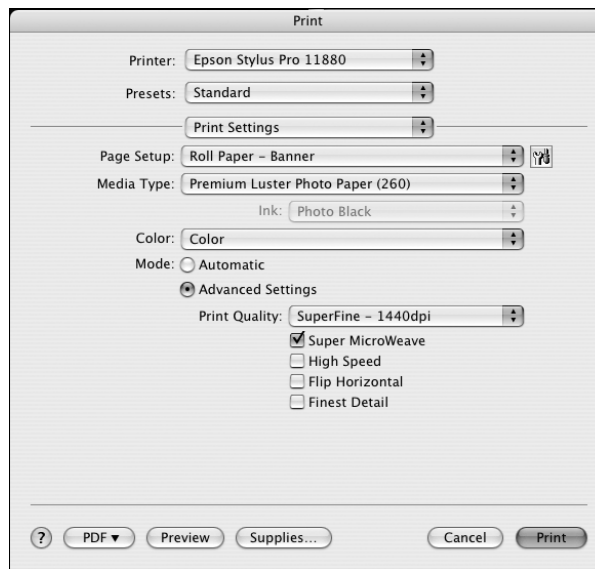 Print
Printer: Epson Stylus Pro 11880
Presets: Standard
Print Settings
Page Setup: Roll Paper – Banner
Media Type: Premium Luster Photo Paper (260)
Ink: Photo Black
Color: Color
Mode: Automatic
Advanced Settings
Print Quality: SuperFine – 1440dpi
Super MicroWeave
High Speed
Flip Horizontal
Finest Detail
? PDF ▼ Preview Supplies... Cancel Print